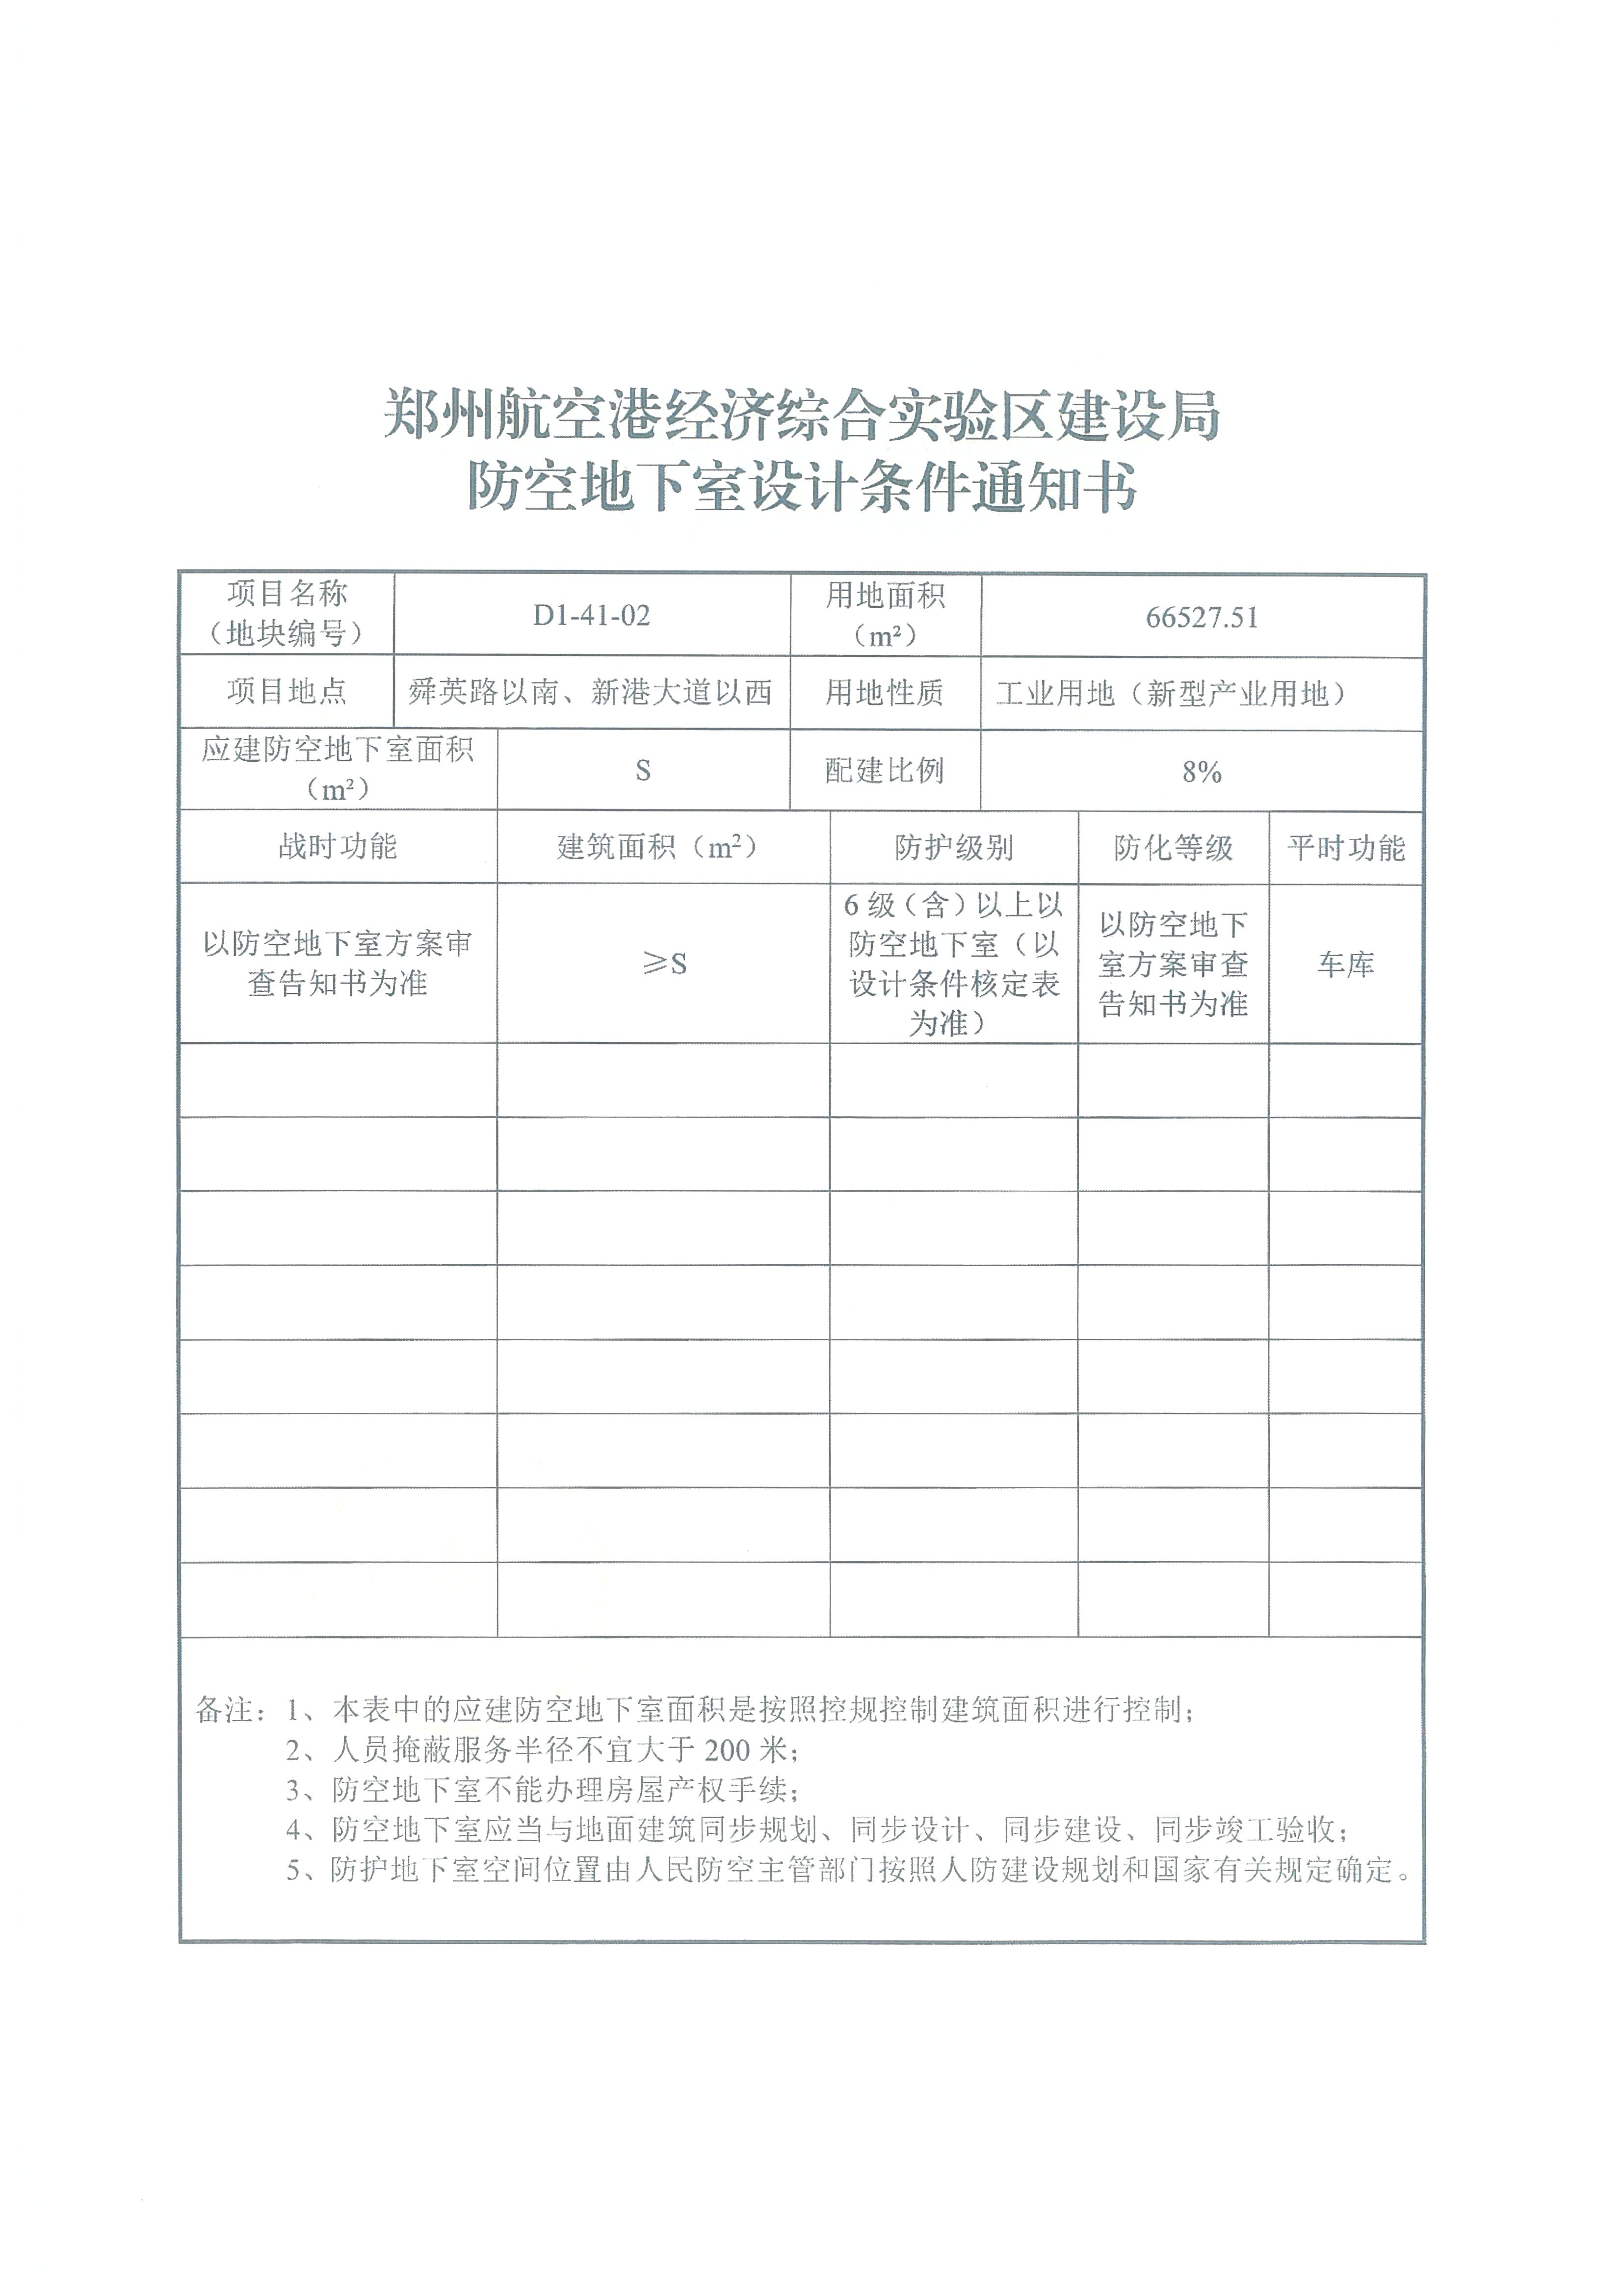 郑州航空港经济综合实验区建设局
防空地下室设计条件通知书
项目名称
（地块编号）
D1-41-02
用地面积
（m²）
66527.51
项目地点
舜英路以南、新港大道以西
用地性质
工业用地（新型产业用地）
应建防空地下室面积
（m²）
S
配建比例
8%
战时功能
建筑面积（m²）
防护级别
防化等级
平时功能
以防空地下室方案审
查告知书为准
≥S
6 级（含）以上以
防空地下室（以
设计条件核定表
为准）
以防空地下
室方案审查
告知书为准
车库
备注：1、本表中的应建防空地下室面积是按照控规控制建筑面积进行控制；
2、人员掩蔽服务半径不宜大于 200 米；
3、防空地下室不能办理房屋产权手续；
4、防空地下室应当与地面建筑同步规划、同步设计、同步建设、同步竣工验收；
5、防护地下室空间位置由人民防空主管部门按照人防建设规划和国家有关规定确定。